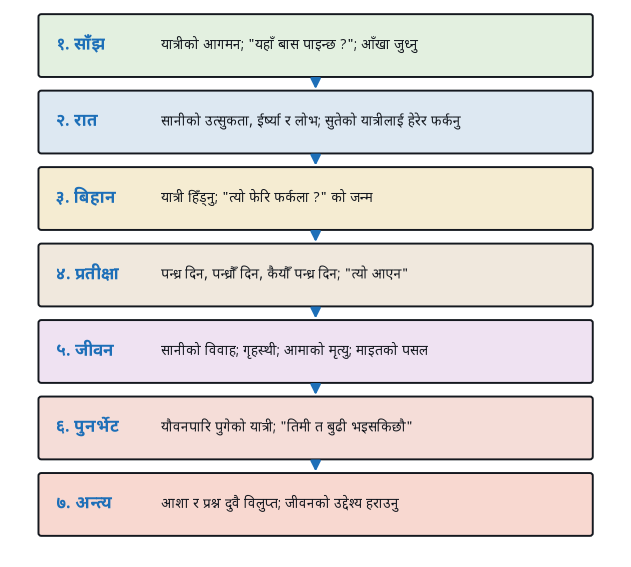 १. साँझ यात्रीको आगमन; "यहाँ बास पाइन्छ ?"; आँखा जुध्नु
२. रात सानीको उत्सुकता, ईर्ष्या र लोभ; सुतेको यात्रीलाई हेरेर फर्कनु
३. बिहान यात्री हिँड्नु; "त्यो फेरि फर्कला ?" को जन्म
४. प्रतीक्षा पन्ध्र दिन, पन्ध्रौँ दिन, कैयौँ पन्ध्र दिन; "त्यो आएन"
५. जीवन सानीको विवाह; गृहस्थी; आमाको मृत्यु; माइतको पसल
६. पुनर्भेट यौवनपारि पुगेको यात्री; "तिमी त बुढी भइसकिछौ"
७. अन्त्य आशा र प्रश्न दुवै विलुप्त; जीवनको उद्देश्य हराउनु